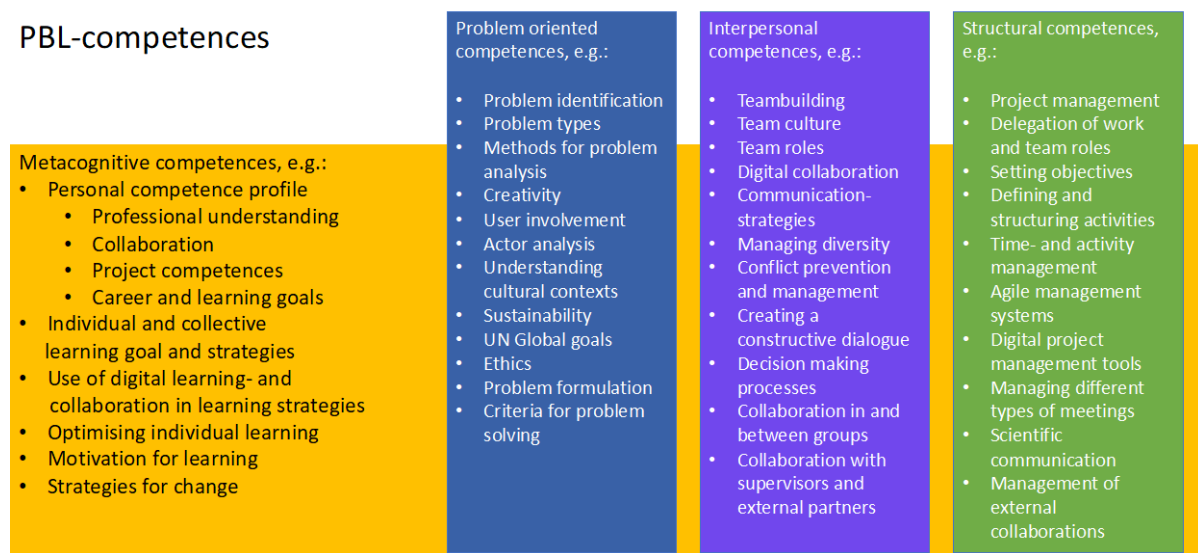 PBL-competences
Metacognitive competences, e.g.:
• Personal competence profile
• Professional understanding
• Collaboration
• Project competences
• Career and learning goals
• Individual and collective
learning goal and strategies
• Use of digital learning- and
collaboration in learning strategies
• Optimising individual learning
• Motivation for learning
• Strategies for change
Problem oriented
competences, e.g.:
• Problem identification
• Problem types
• Methods for problem
analysis
• Creativity
• User involvement
• Actor analysis
• Understanding
cultural contexts
• Sustainability
• UN Global goals
• Ethics
• Problem formulation
• Criteria for problem
solving
Interpersonal
competences, e.g.:
• Teambuilding
• Team culture
• Team roles
• Digital collaboration
• Communication-
strategies
• Managing diversity
• Conflict prevention
and management
• Creating a
constructive dialogue
• Decision making
processes
• Collaboration in and
between groups
• Collaboration with
supervisors and
external partners
Structural competences,
e.g.:
• Project management
• Delegation of work
and team roles
• Setting objectives
• Defining and
structuring activities
• Time- and activity
management
• Agile management
systems
• Digital project
management tools
• Managing different
types of meetings
• Scientific
communication
• Management of
external
collaborations